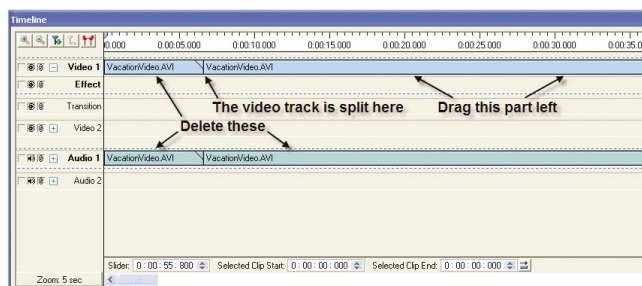 Timeline
0.000 0:00:05.000 0:00:10.000 0:00:15.000 0:00:20.000 0:00:25.000 0:00:30.000 0:00:35.0
Video 1 VacationVideo.AVI VacationVideo.AVI
Effect
Transition The video track is split here Drag this part left
Video 2 Delete these
Audio 1 VacationVideo.AVI VacationVideo.AVI
Audio 2
Slider: 0:00:55:800 Selected Clip Start: 0:00:00:000 Selected Clip End: 0:00:00:000
Zoom: 5 sec